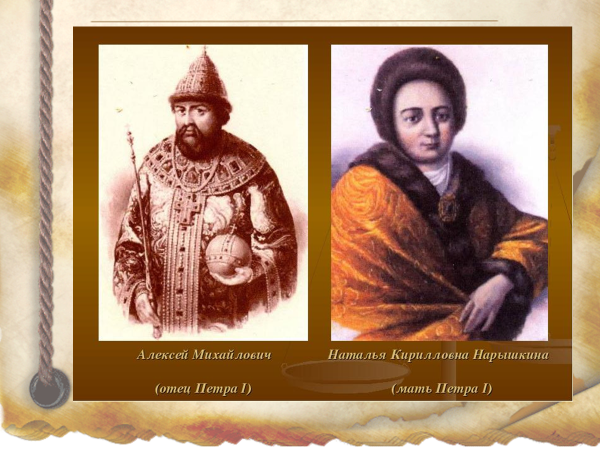 Алексей Михайлович
(отец Петра I)
Наталья Кирилловна Нарышкина
(мать Петра I)